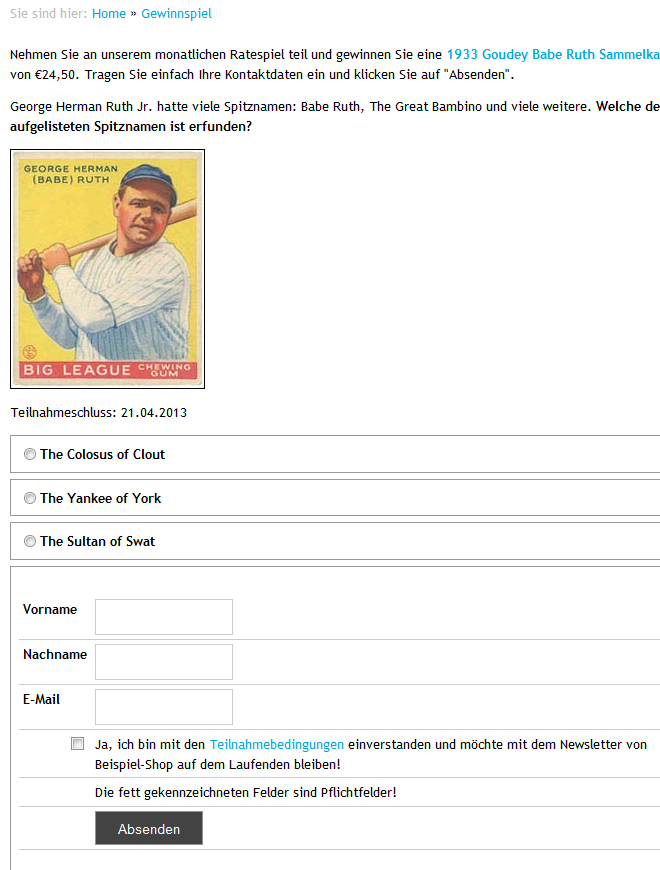 Sie sind hier: Home » Gewinnspiel
Nehmen Sie an unserem monatlichen Ratespiel teil und gewinnen Sie eine 1933 Goudey Babe Ruth Sammelka
von €24,50. Tragen Sie einfach Ihre Kontaktdaten ein und klicken Sie auf "Absenden".
George Herman Ruth Jr. hatte viele Spitznamen: Babe Ruth, The Great Bambino und viele weitere. Welche de
aufgelisteten Spitznamen ist erfunden?
GEORGE HERMAN
(BABE) RUTH
BIG LEAGUE CHEWING GUM
Teilnahmeschluss: 21.04.2013
The Colosus of Clout
The Yankee of York
The Sultan of Swat
Vorname
Nachname
E-Mail
Ja, ich bin mit den Teilnahmebedingungen einverstanden und möchte mit dem Newsletter von
Beispiel-Shop auf dem Laufenden bleiben!
Die fett gekennzeichneten Felder sind Pflichtfelder!
Absenden